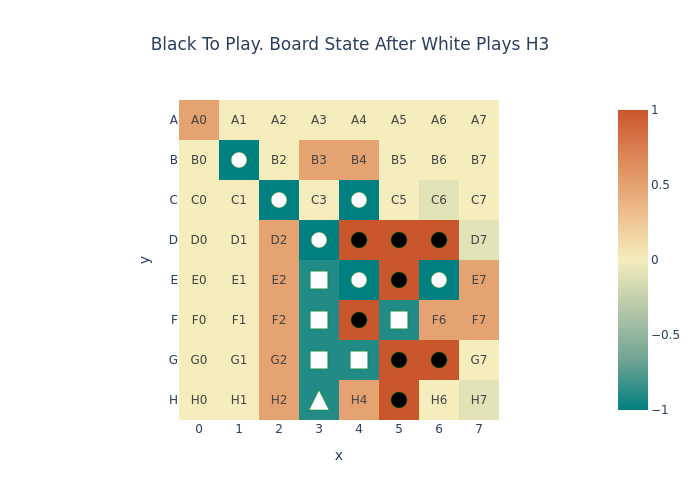 Black To Play. Board State After White Plays H3
A A0 A1 A2 A3 A4 A5 A6 A7
B B0 B2 B3 B4 B5 B6 B7
C C0 C1 C3 C5 C6 C7
D D0 D1 D2 D7
E E0 E1 E2 E7
F F0 F1 F2 F6 F7
G G0 G1 G2 G7
H H0 H1 H2 H4 H6 H7
0 1 2 3 4 5 6 7
x
y
1
0.5
0
−0.5
−1